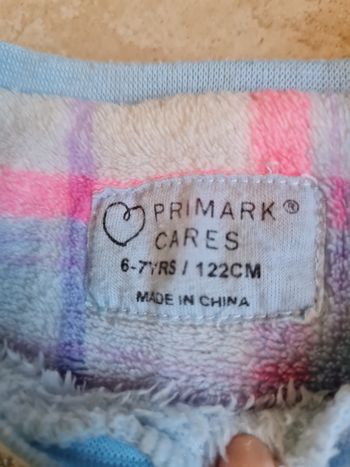 PRIMARK®
CARES
6-7YRS / 122CM
MADE IN CHINA